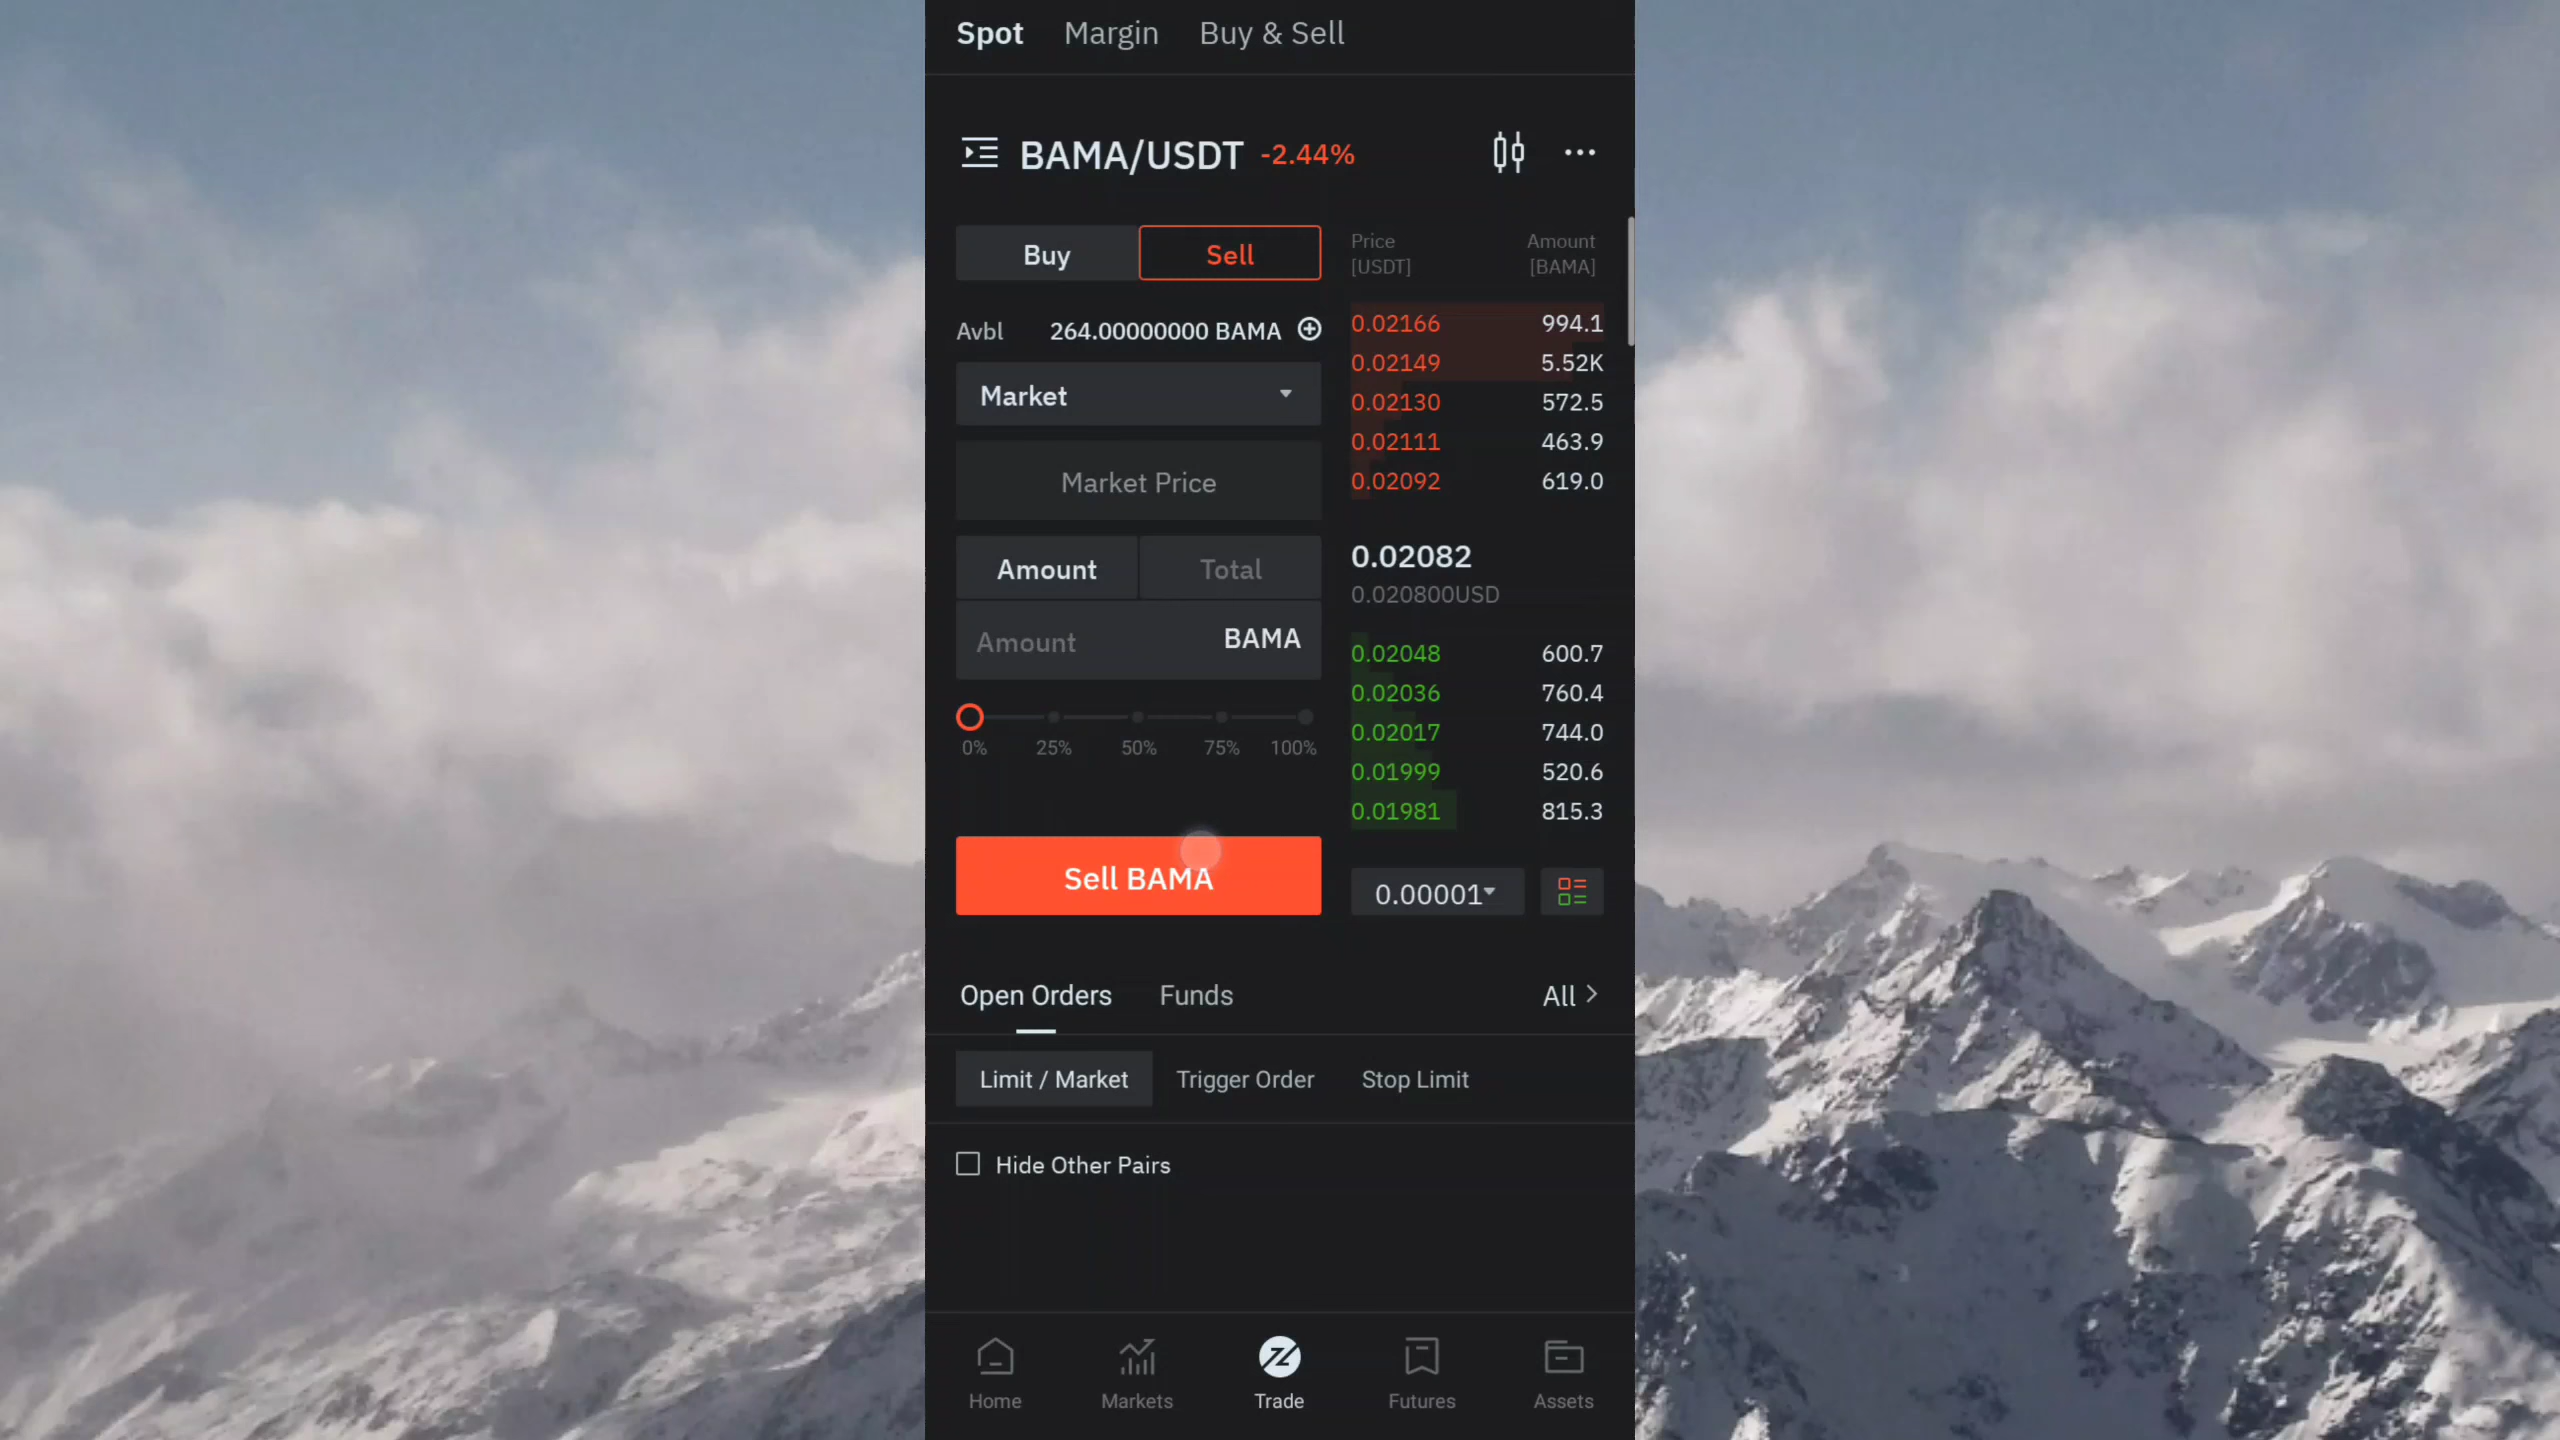 Spot Margin Buy & Sell
BAMA/USDT -2.44%
Buy Sell
Avbl 264.00000000 BAMA
Market
Market Price
Amount Total
Amount BAMA
0% 25% 50% 75% 100%
Sell BAMA
Price Amount
[USDT] [BAMA]
0.02166 994.1
0.02149 5.52K
0.02130 572.5
0.02111 463.9
0.02092 619.0
0.02082
0.020800USD
0.02048 600.7
0.02036 760.4
0.02017 744.0
0.01999 520.6
0.01981 815.3
0.00001
Open Orders Funds All
Limit / Market Trigger Order Stop Limit
Hide Other Pairs
Home Markets Trade Futures Assets